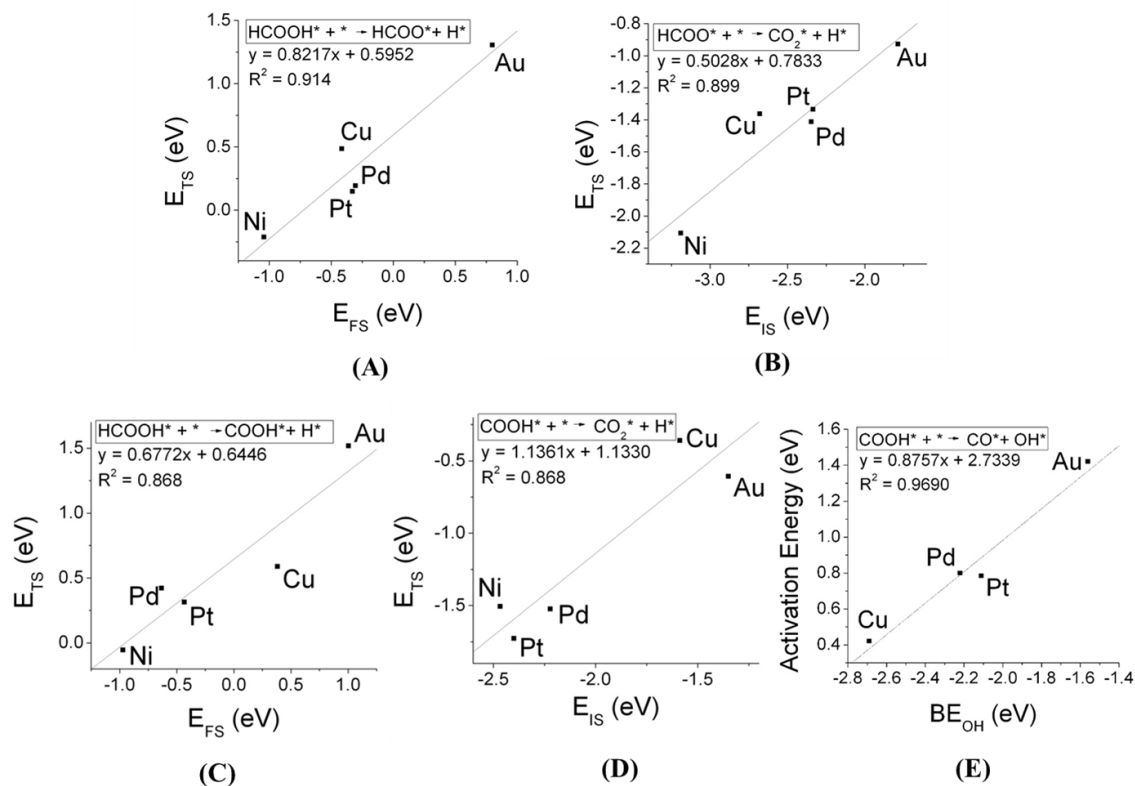 HCOOH* + * → HCOO*+ H*
y = 0.8217x + 0.5952
R² = 0.914
1.5
1.0
0.5
0.0
E_TS (eV)
Au
Cu
Pd
Pt
Ni
-1.0 -0.5 0.0 0.5 1.0
E_FS (eV)
(A)
HCOO* + * → CO₂* + H*
y = 0.5028x + 0.7833
R² = 0.899
-0.8
-1.0
-1.2
-1.4
-1.6
-1.8
-2.0
-2.2
E_TS (eV)
Au
Pt
Cu
Pd
Ni
-3.0 -2.5 -2.0
E_IS (eV)
(B)
HCOOH* + * → COOH*+ H*
y = 0.6772x + 0.6446
R² = 0.868
1.5
1.0
0.5
0.0
E_TS (eV)
Au
Cu
Pd
Pt
Ni
-1.0 -0.5 0.0 0.5 1.0
E_FS (eV)
(C)
COOH* + * → CO₂* + H*
y = 1.1361x + 1.1330
R² = 0.868
-0.5
-1.0
-1.5
E_TS (eV)
Cu
Au
Ni
Pd
Pt
-2.5 -2.0 -1.5
E_IS (eV)
(D)
COOH* + * → CO*+ OH*
y = 0.8757x + 2.7339
R² = 0.9690
1.6
1.4
1.2
1.0
0.8
0.6
0.4
Activation Energy (eV)
Au
Pd
Pt
Cu
-2.8 -2.6 -2.4 -2.2 -2.0 -1.8 -1.6 -1.4
BE_OH (eV)
(E)